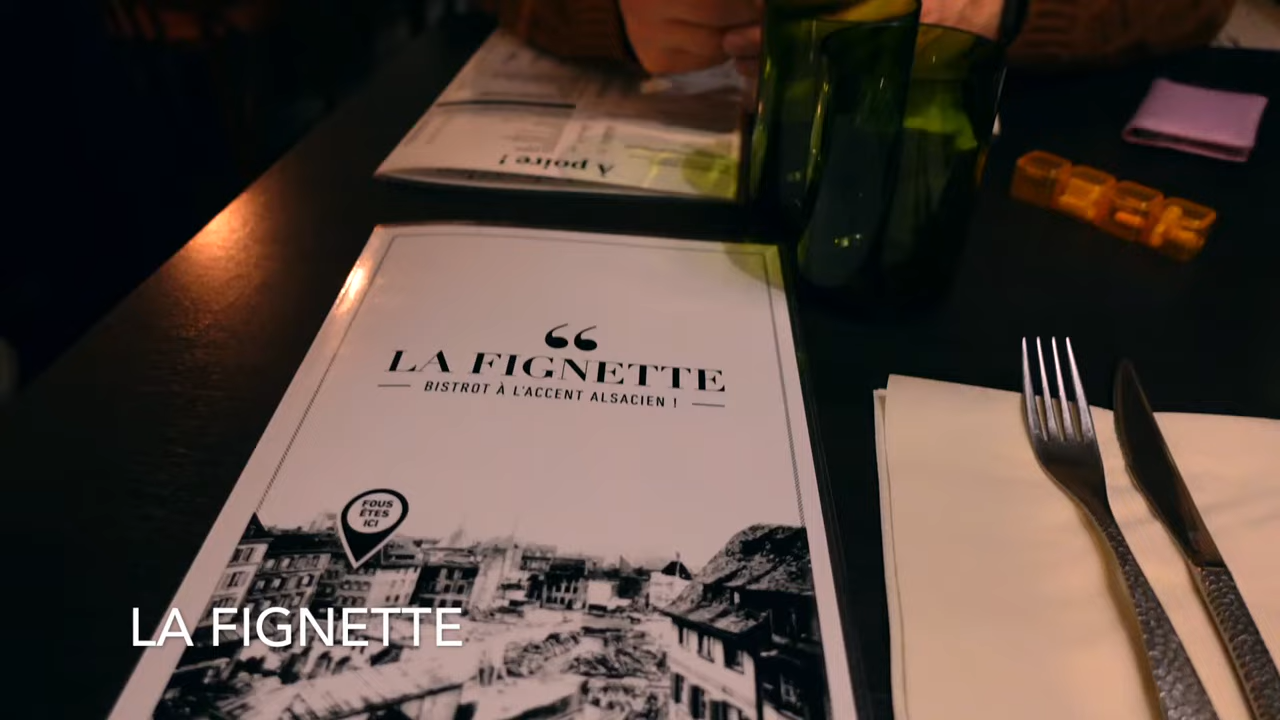 À poire !
LA FIGNETTE
BISTROT À L'ACCENT ALSACIEN !
FOUS
ÊTES
ICI
LA FIGNETTE